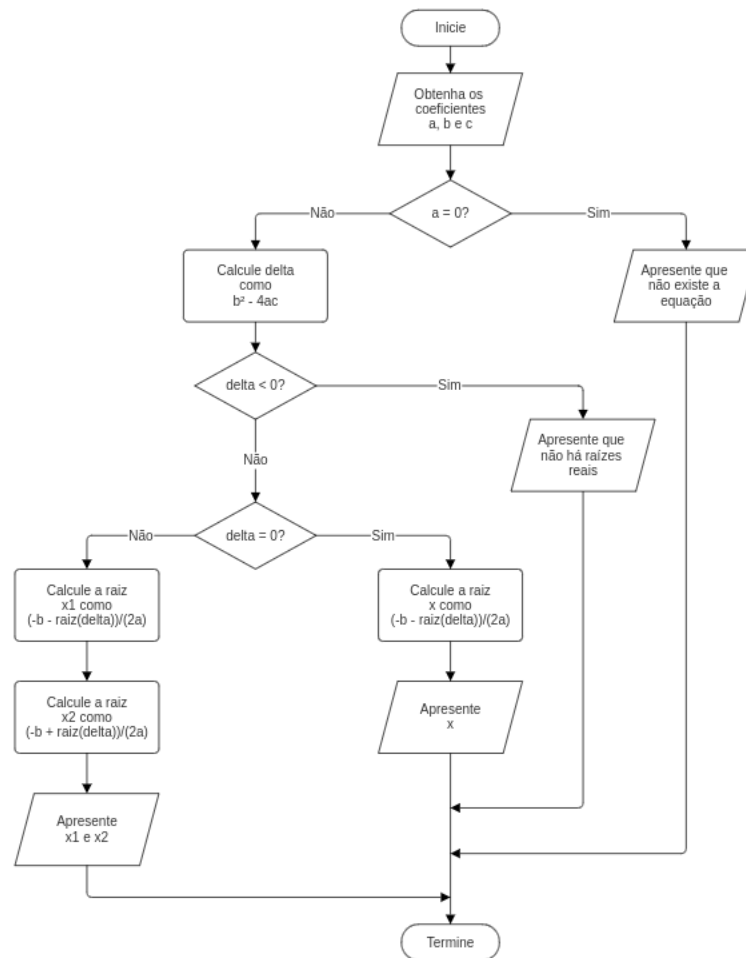 Inicie
Obtenha os
coeficientes
a, b e c
a = 0?
Não
Sim
Calcule delta
como
b² - 4ac
Apresente que
não existe a
equação
delta < 0?
Sim
Não
Apresente que
não há raízes
reais
delta = 0?
Não
Sim
Calcule a raiz
x1 como
(-b - raiz(delta))/(2a)
Calcule a raiz
x como
(-b - raiz(delta))/(2a)
Calcule a raiz
x2 como
(-b + raiz(delta))/(2a)
Apresente
x
Apresente
x1 e x2
Termine